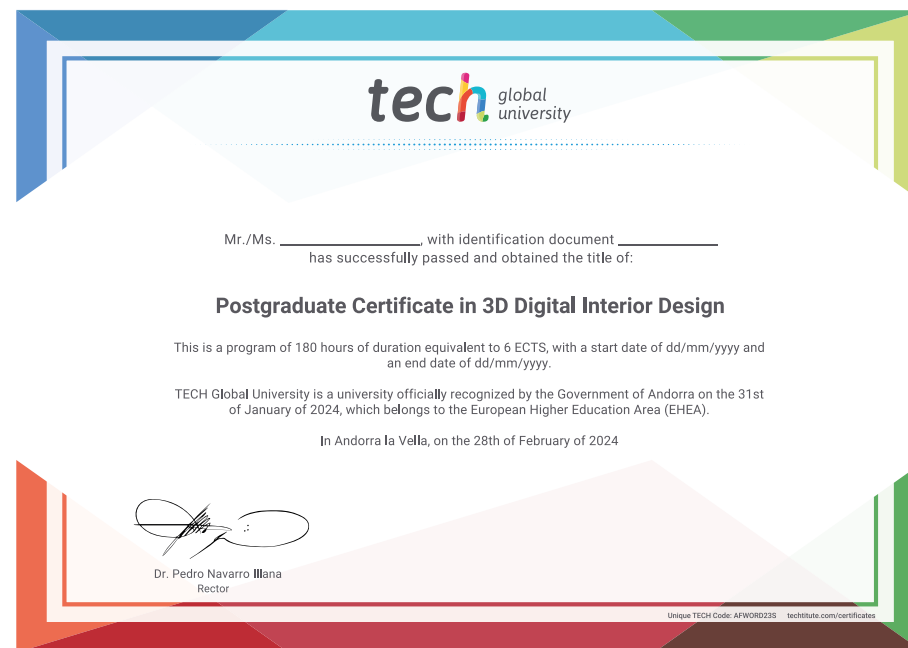 tech global university
Mr./Ms. ____________, with identification document ____________
has successfully passed and obtained the title of:
Postgraduate Certificate in 3D Digital Interior Design
This is a program of 180 hours of duration equivalent to 6 ECTS, with a start date of dd/mm/yyyy and
an end date of dd/mm/yyyy.
TECH Global University is a university officially recognized by the Government of Andorra on the 31st
of January of 2024, which belongs to the European Higher Education Area (EHEA).
In Andorra la Vella, on the 28th of February of 2024
Dr. Pedro Navarro Illana
Rector
Unique TECH Code: AFWORD23S techtitute.com/certificates